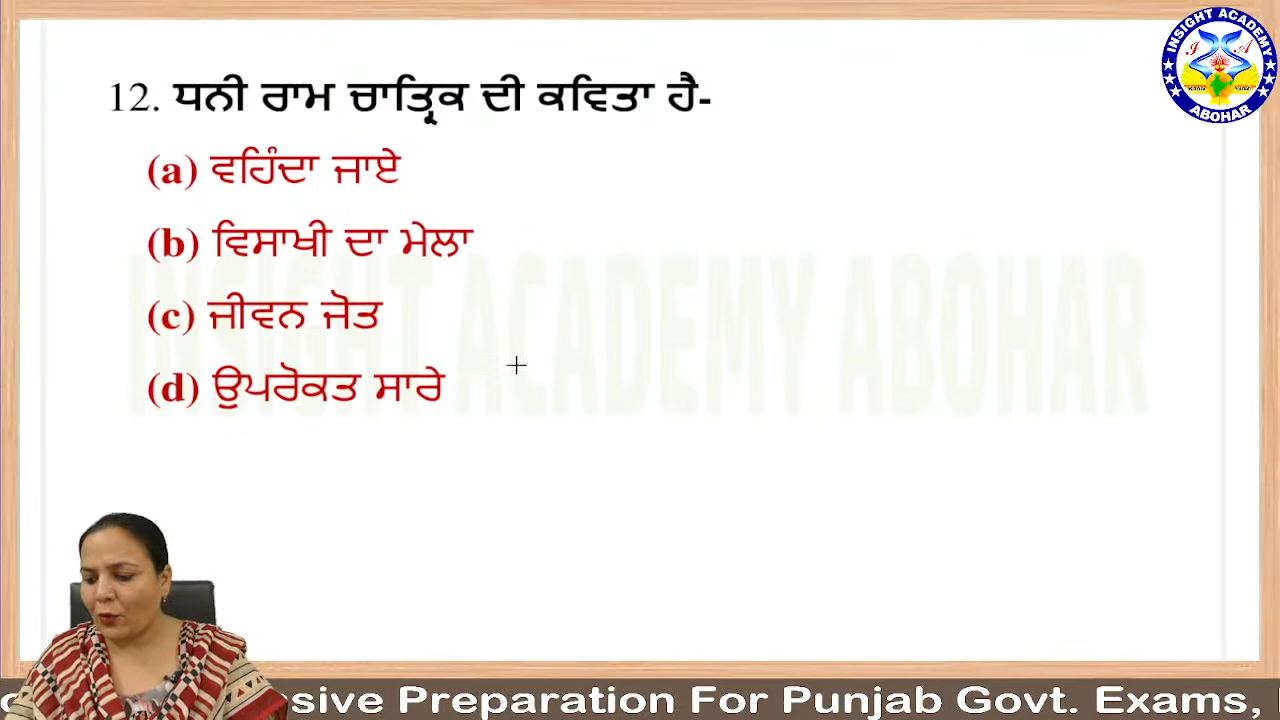 INSIGHT ACADEMY
I A
ABOHAR
12. ਧਨੀ ਰਾਮ ਚਾਤ੍ਰਿਕ ਦੀ ਕਵਿਤਾ ਹੈ-
(a) ਵਹਿੰਦਾ ਜਾਏ
(b) ਵਿਸਾਖੀ ਦਾ ਮੇਲਾ
(c) ਜੀਵਨ ਜੋਤ
(d) ਉਪਰੋਕਤ ਸਾਰੇ
INSIGHT ACADEMY ABOHAR
sive Preparation For Punjab Govt. Exams,